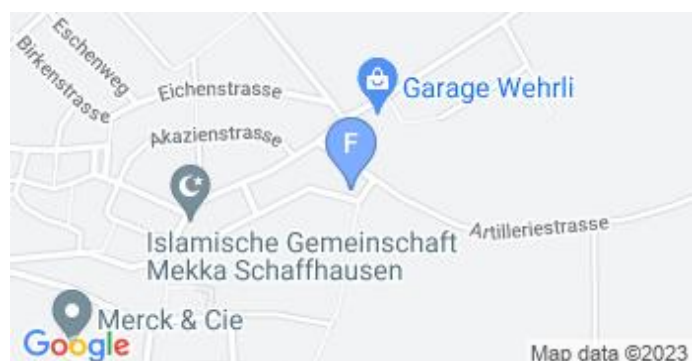 Eschenweg
Birkenstrasse
Eichenstrasse
Garage Wehrli
Akazienstrasse
F
Artilleriestrasse
Islamische Gemeinschaft
Mekka Schaffhausen
Merck & Cie
Google
Map data ©2023